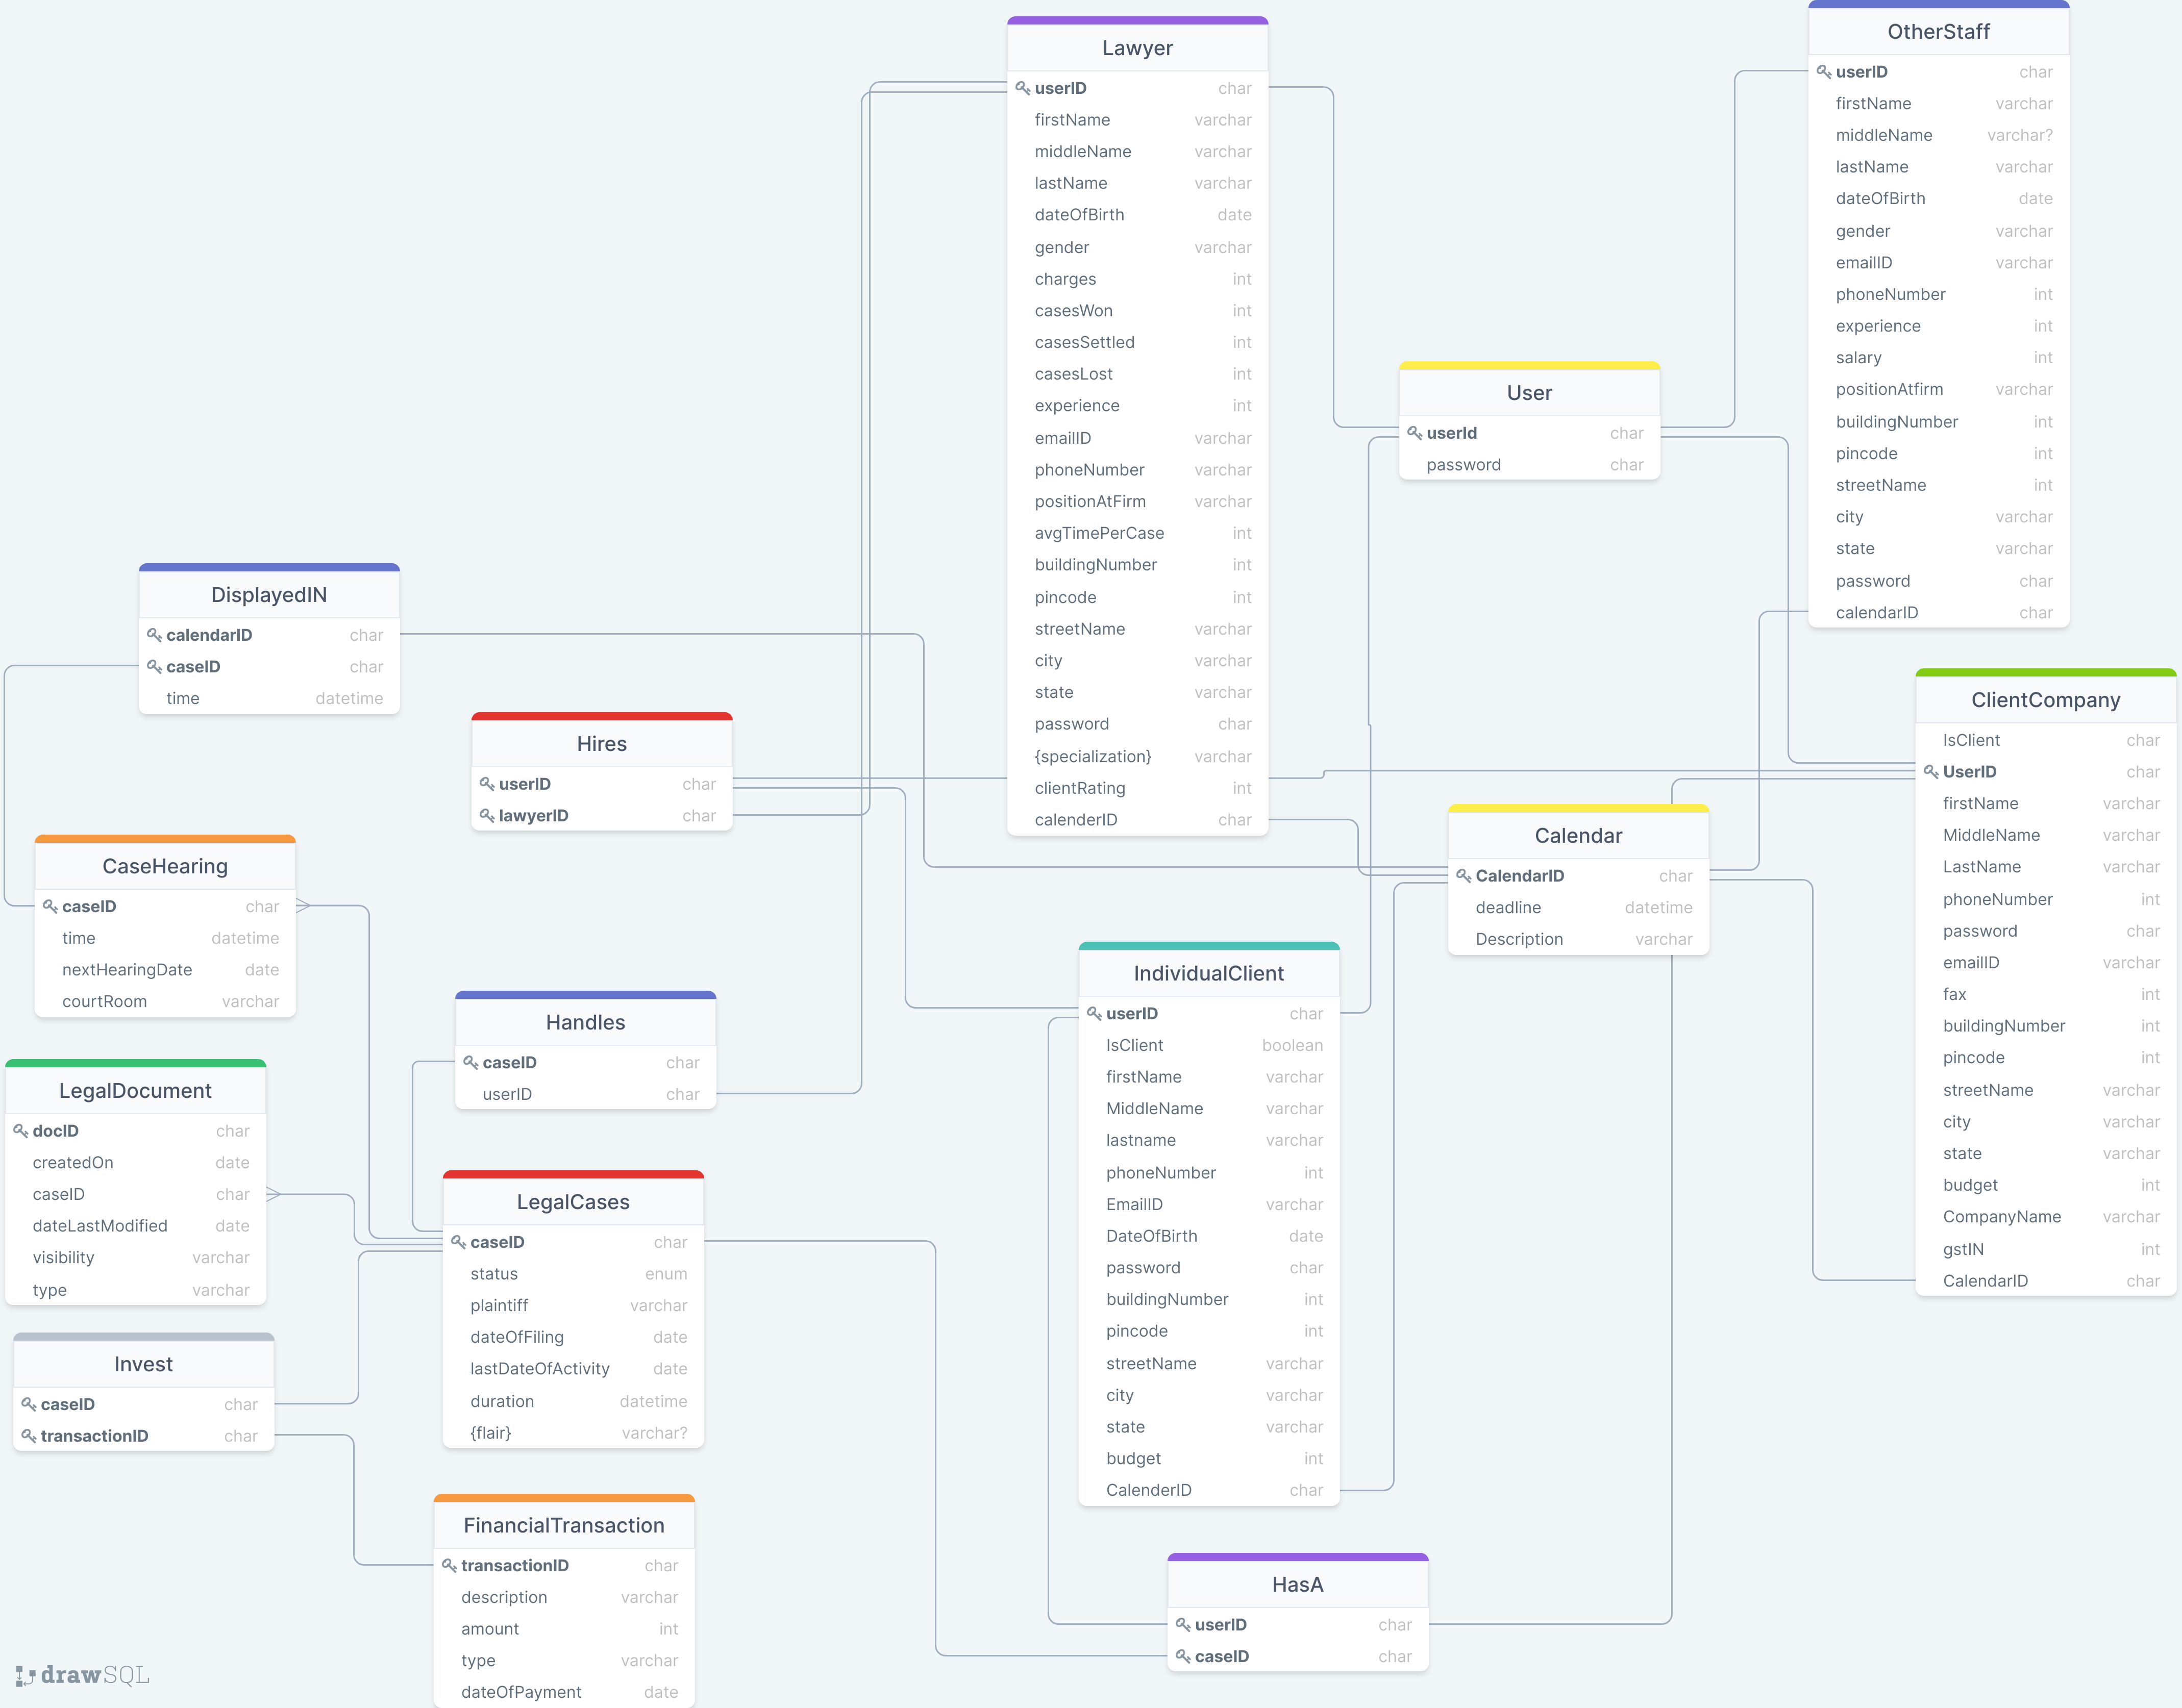 Lawyer
userID char
firstName varchar
middleName varchar
lastName varchar
dateOfBirth date
gender varchar
charges int
casesWon int
casesSettled int
casesLost int
experience int
emailID varchar
phoneNumber varchar
positionAtFirm varchar
avgTimePerCase int
buildingNumber int
pincode int
streetName varchar
city varchar
state varchar
password char
{specialization} varchar
clientRating int
calenderID char
OtherStaff
userID char
firstName varchar
middleName varchar?
lastName varchar
dateOfBirth date
gender varchar
emailID varchar
phoneNumber int
experience int
salary int
positionAtfirm varchar
buildingNumber int
pincode int
streetName int
city varchar
state varchar
password char
calendarID char
User
userId char
password char
DisplayedIN
calendarID char
caseID char
time datetime
Hires
userID char
lawyerID char
ClientCompany
IsClient char
UserID char
firstName varchar
MiddleName varchar
LastName varchar
phoneNumber int
password char
emailID varchar
fax int
buildingNumber int
pincode int
streetName varchar
city varchar
state varchar
budget int
CompanyName varchar
gstIN int
CalendarID char
Calendar
CalendarID char
deadline datetime
Description varchar
CaseHearing
caseID char
time datetime
nextHearingDate date
courtRoom varchar
IndividualClient
userID char
IsClient boolean
firstName varchar
MiddleName varchar
lastname varchar
phoneNumber int
EmailID varchar
DateOfBirth date
password char
buildingNumber int
pincode int
streetName varchar
city varchar
state varchar
budget int
CalenderID char
Handles
caseID char
userID char
LegalDocument
docID char
createdOn date
caseID char
dateLastModified date
visibility varchar
type varchar
LegalCases
caseID char
status enum
plaintiff varchar
dateOfFiling date
lastDateOfActivity date
duration datetime
{flair} varchar?
Invest
caseID char
transactionID char
FinancialTransaction
transactionID char
description varchar
amount int
type varchar
dateOfPayment date
HasA
userID char
caseID char
drawSQL